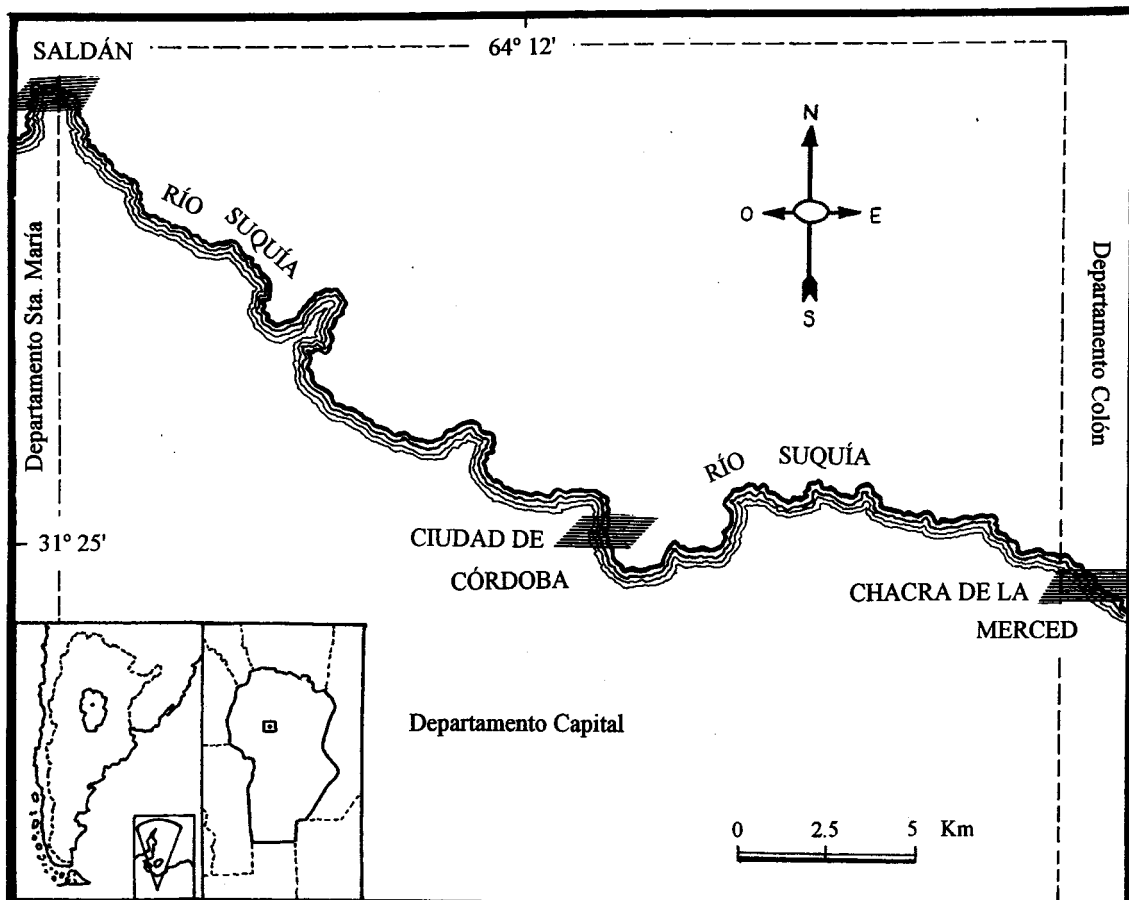 SALDÁN
64° 12'
N
O
E
S
RÍO SUQUÍA
Departamento Sta. María
Departamento Colón
RÍO SUQUÍA
31° 25'
CIUDAD DE
CÓRDOBA
CHACRA DE LA
MERCED
Departamento Capital
0 2.5 5 Km